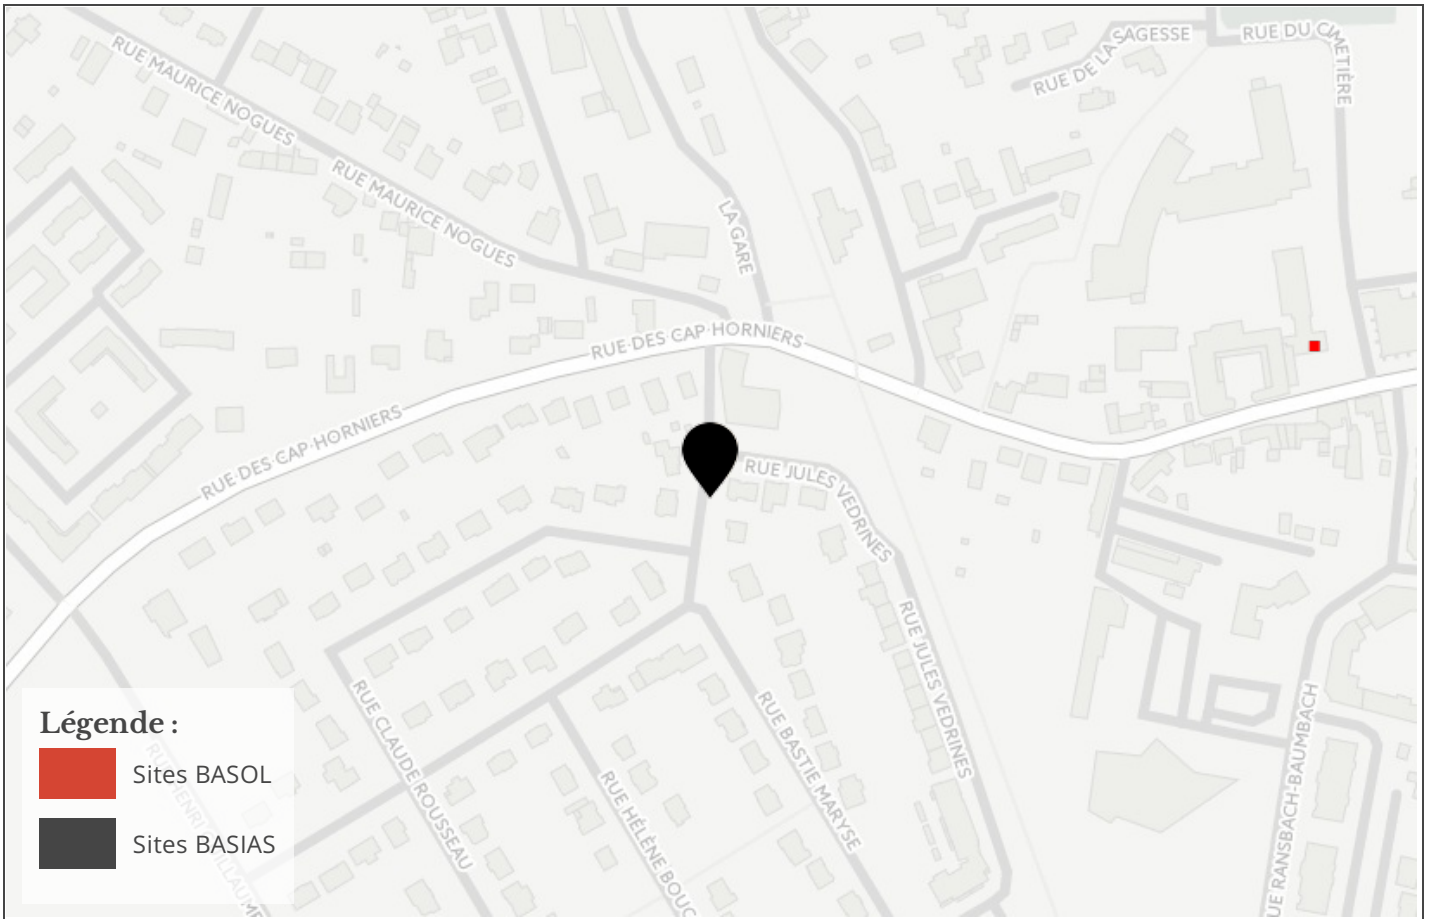 RUE MAURICE NOGUES
RUE MAURICE NOGUES
RUE DE LA SAGESSE
RUE DU CIMETIÈRE
LA GARE
RUE DES CAP HORNIERS
RUE DES CAP HORNIERS
RUE JULES VEDRINES
RUE JULES VEDRINES
RUE CLAUDE ROUSSEAU
RUE HÉLÈNE BOUC
RUE BASTIE MARYSE
UE RANSBACH-BAUMBACH
Légende :
Sites BASOL
Sites BASIAS